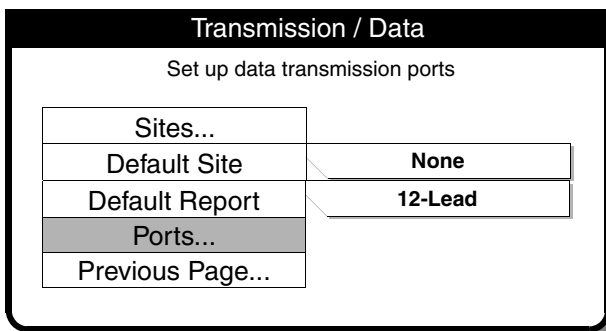 Transmission / Data
Set up data transmission ports
Sites...
Default Site
None
Default Report
12-Lead
Ports...
Previous Page...